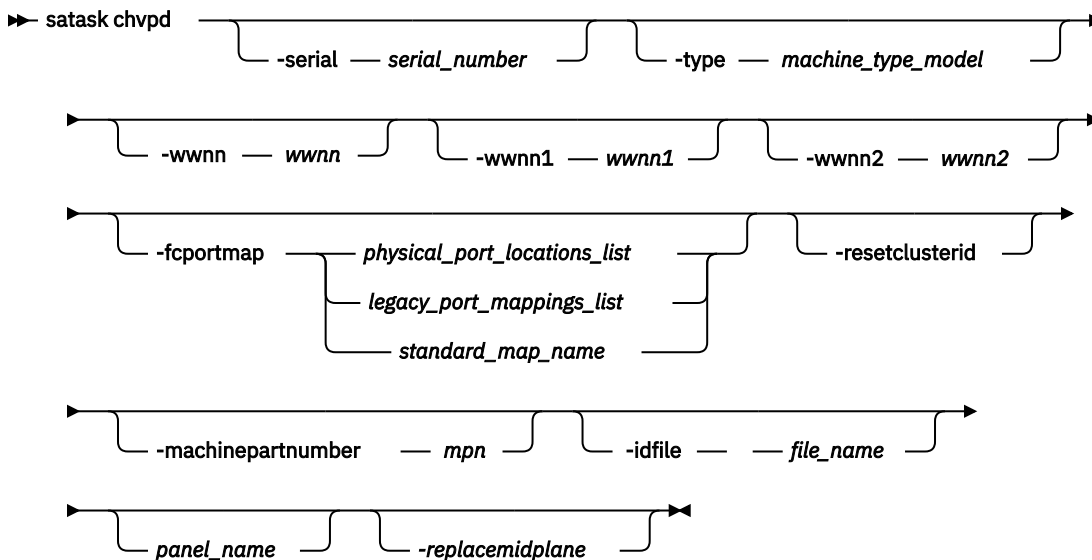 satask chvpd
-serial serial_number -type machine_type_model
-wwnn wwnn -wwnn1 wwnn1 -wwnn2 wwnn2
-fcportmap physical_port_locations_list -resetclusterid
legacy_port_mappings_list
standard_map_name
-machinepartnumber mpn -idfile file_name
panel_name -replacemidplane